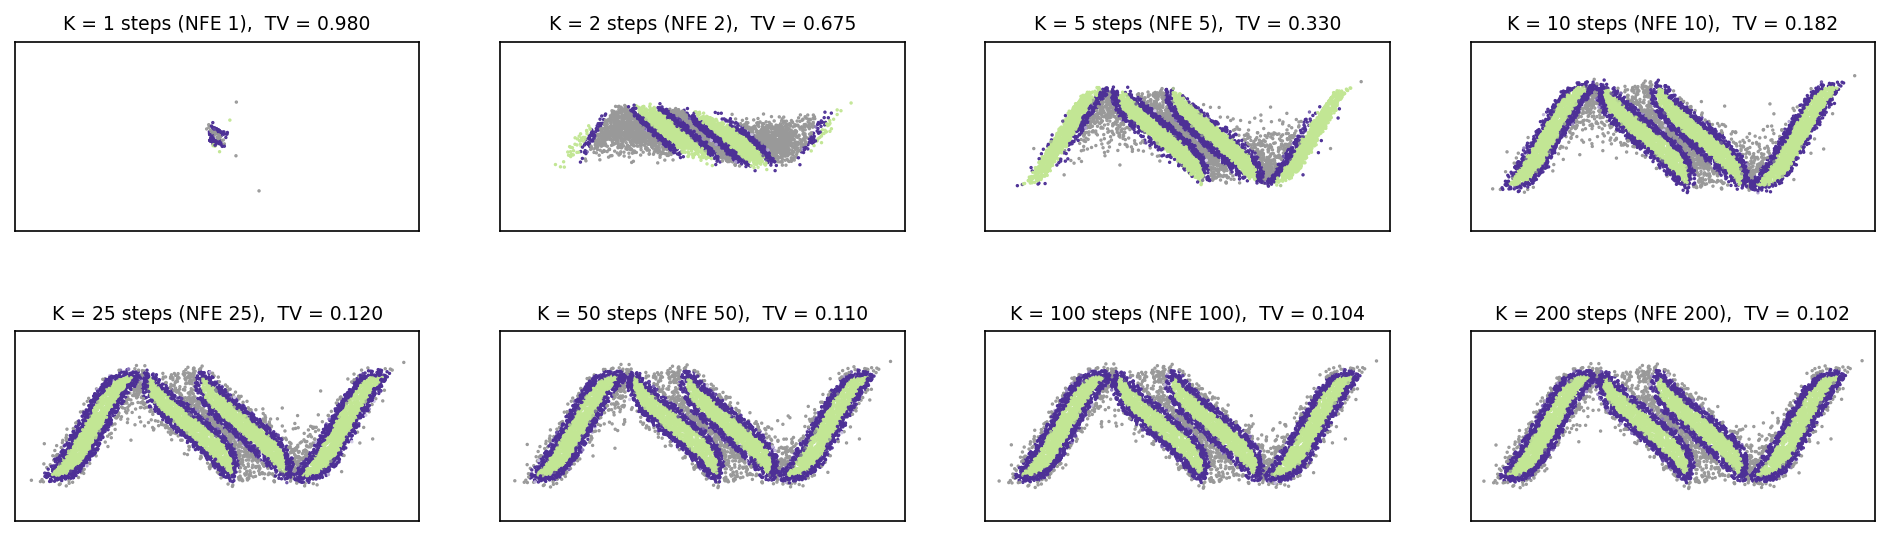 K = 1 steps (NFE 1),  TV = 0.980
K = 2 steps (NFE 2),  TV = 0.675
K = 5 steps (NFE 5),  TV = 0.330
K = 10 steps (NFE 10),  TV = 0.182
K = 25 steps (NFE 25),  TV = 0.120
K = 50 steps (NFE 50),  TV = 0.110
K = 100 steps (NFE 100),  TV = 0.104
K = 200 steps (NFE 200),  TV = 0.102